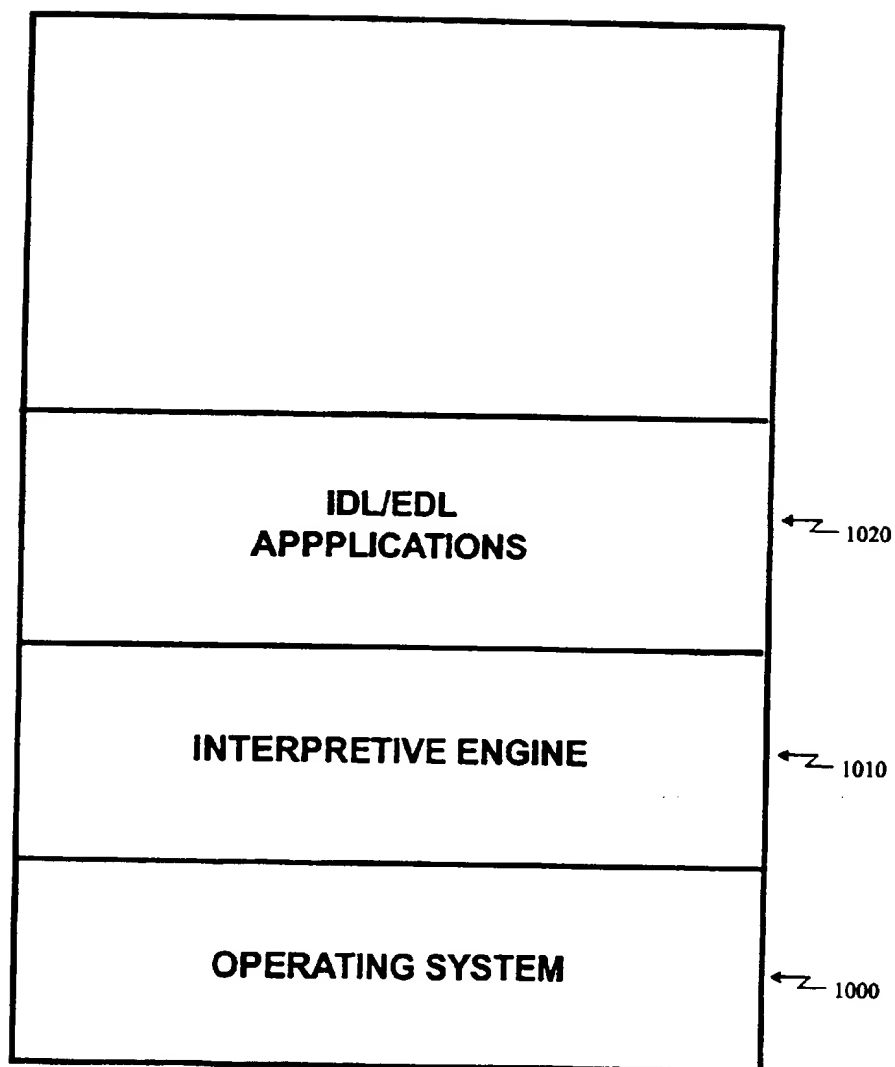 IDL/EDL
APPPLICATIONS
1020
INTERPRETIVE ENGINE
1010
OPERATING SYSTEM
1000